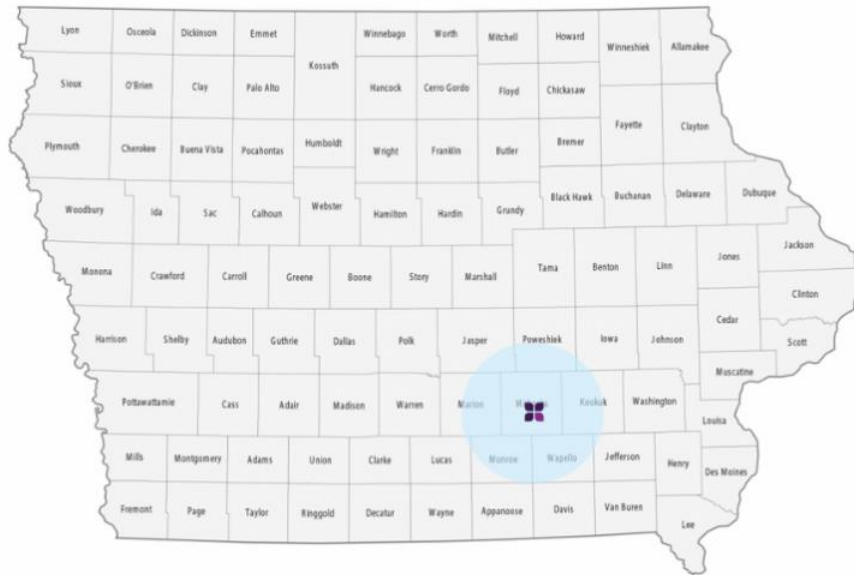 Lyon Osceola Dickinson Emmet Winnebago Worth Mitchell Howard Winneshiek Allamakee
Kossuth
Sioux O'Brien Clay Palo Alto Hancock Cerro Gordo Floyd Chickasaw
Fayette Clayton
Plymouth Cherokee Buena Vista Pocahontas Humboldt Wright Franklin Butler Bremer
Woodbury Ida Sac Calhoun Webster Hamilton Hardin Grundy Black Hawk Buchanan Delaware Dubuque
Monona Crawford Carroll Greene Boone Story Marshall Tama Benton Linn Jones Jackson
Clinton
Harrison Shelby Audubon Guthrie Dallas Polk Jasper Poweshiek Iowa Johnson Cedar Scott
Muscatine
Pottawattamie Cass Adair Madison Warren Marion Keokuk Washington Louisa
Mills Montgomery Adams Union Clarke Lucas Monroe Wapello Jefferson Henry Des Moines
Fremont Page Taylor Ringgold Decatur Wayne Appanoose Davis Van Buren Lee